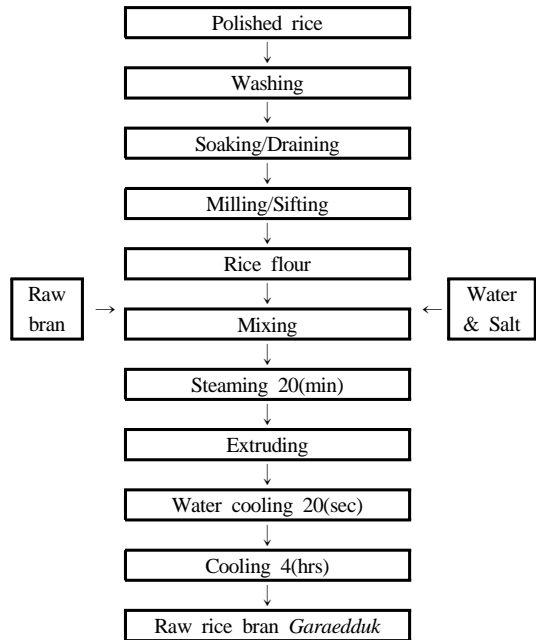 Polished rice
↓
Washing
↓
Soaking/Draining
↓
Milling/Sifting
↓
Rice flour
↓
Raw
bran
→
Mixing
←
Water
& Salt
↓
Steaming 20(min)
↓
Extruding
↓
Water cooling 20(sec)
↓
Cooling 4(hrs)
↓
Raw rice bran Garaedduk